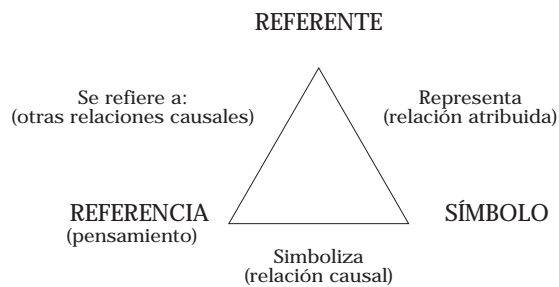 REFERENTE
Se refiere a:
(otras relaciones causales)
Representa
(relación atribuida)
REFERENCIA
(pensamiento)
SÍMBOLO
Simboliza
(relación causal)